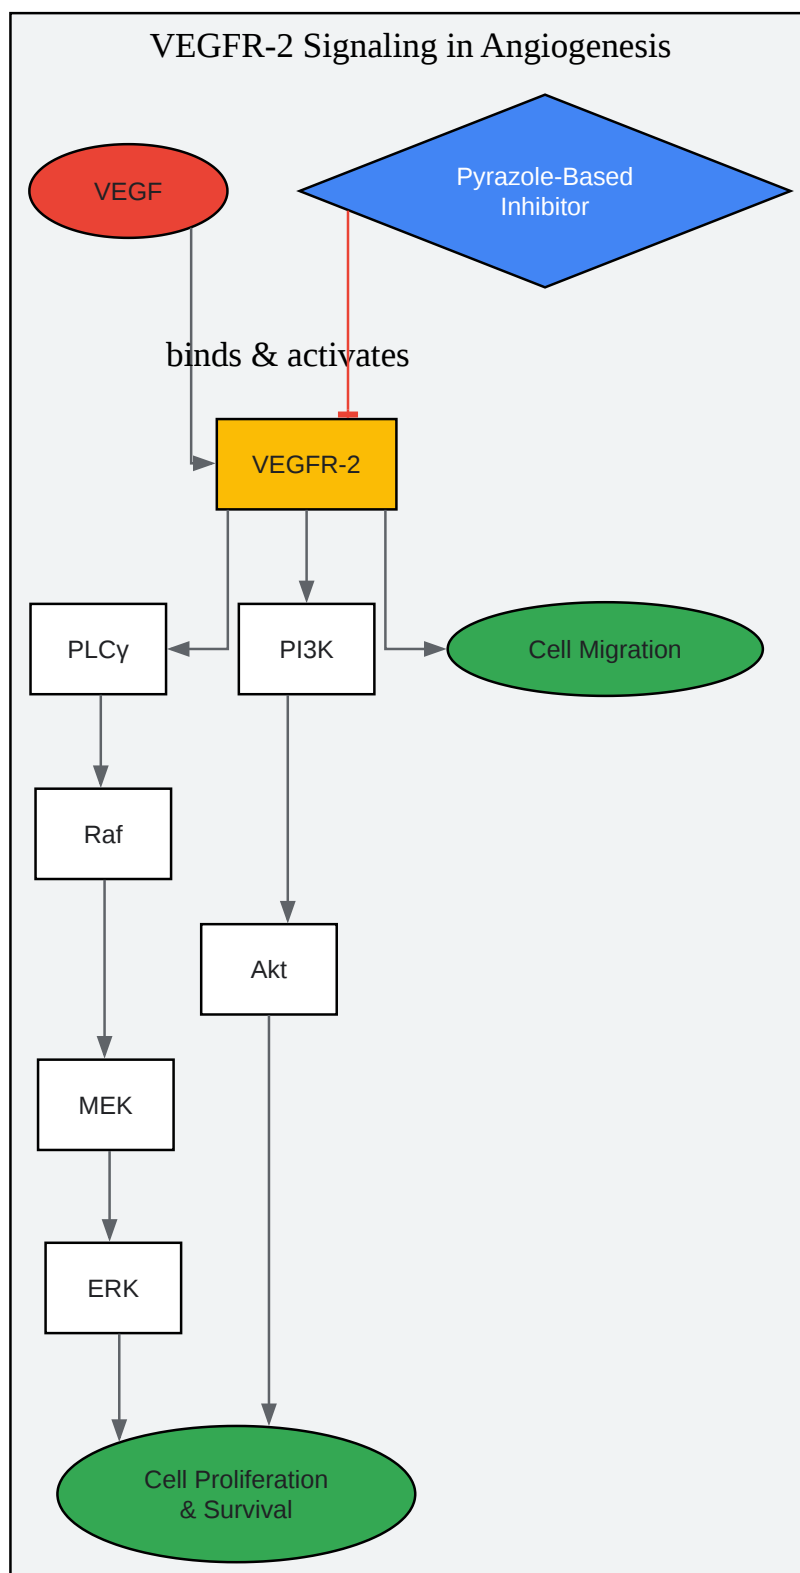 VEGFR-2 Signaling in Angiogenesis
VEGF
Pyrazole-Based
Inhibitor
binds & activates
VEGFR-2
PLCγ
PI3K
Cell Migration
Raf
Akt
MEK
ERK
Cell Proliferation
& Survival